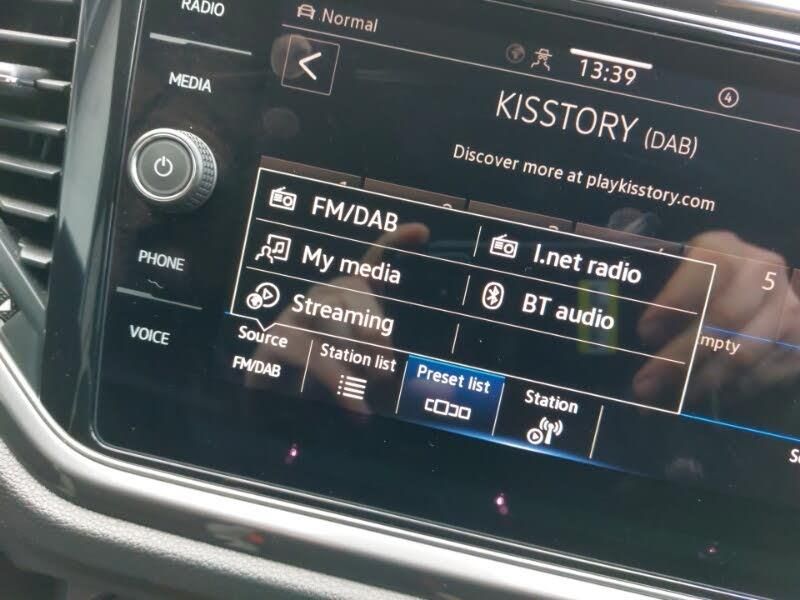 RADIO
Normal
MEDIA
13:39
4
KISSTORY (DAB)
Discover more at playkisstory.com
FM/DAB
I.net radio
5
My media
BT audio
PHONE
Streaming
mpty
VOICE
Source
FM/DAB
Station list
Preset list
Station